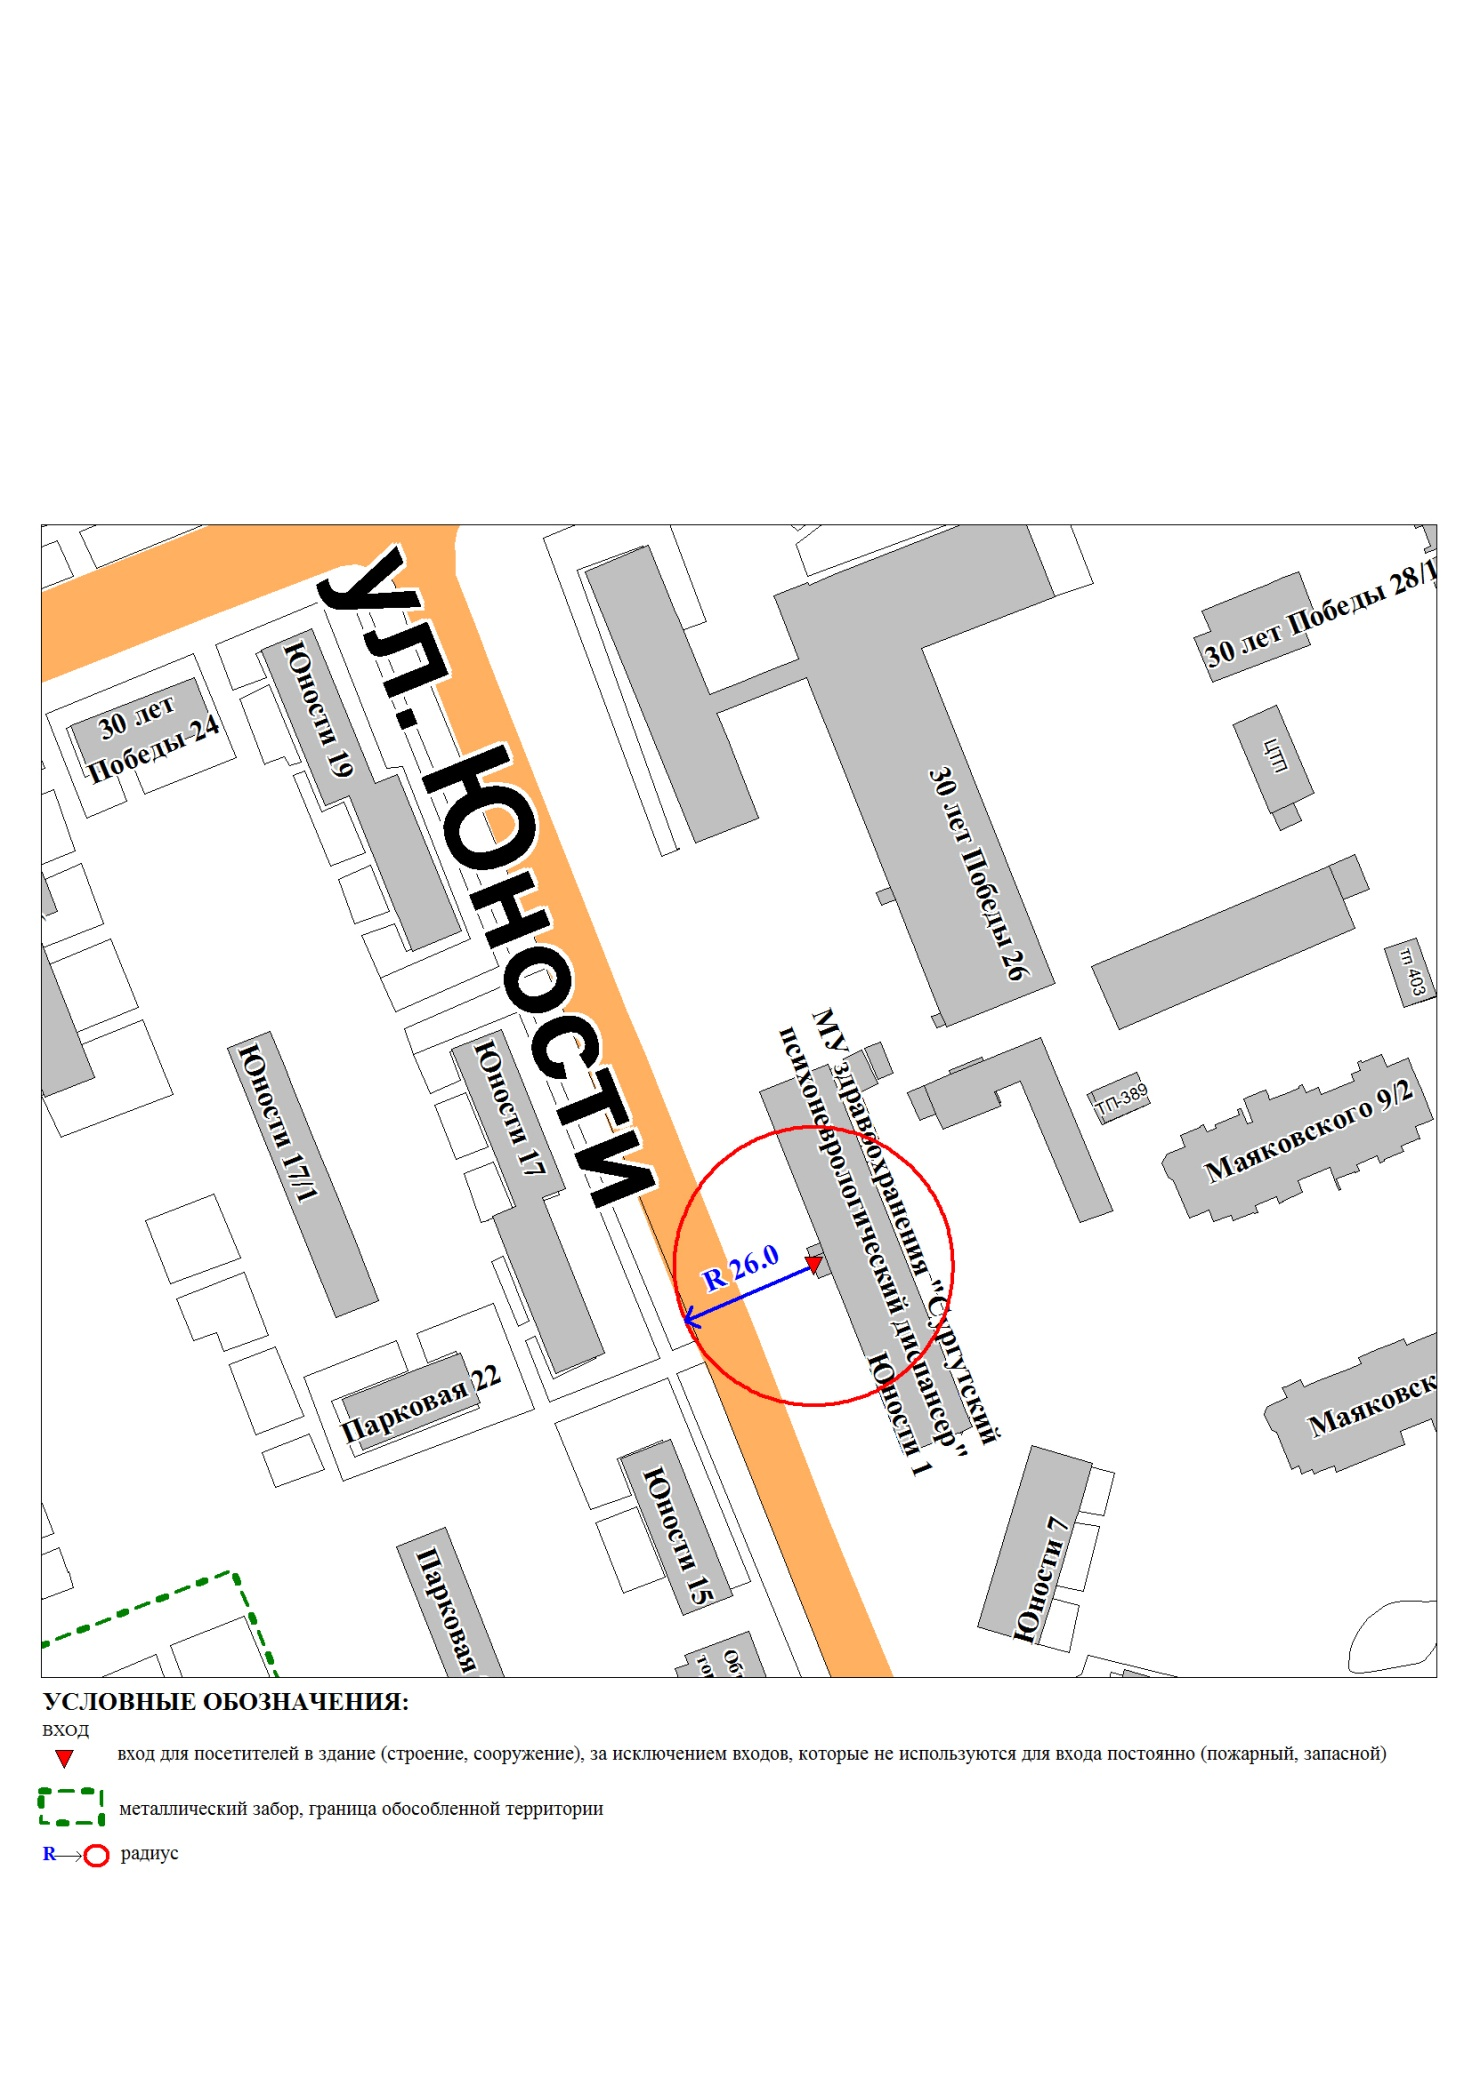 ул. Юности
30 лет
Победы 24
Юности 19
30 лет Победы 28/1
ЦТП
30 лет Победы 26
тп 403
Юности 17/1
Юности 17
МУ здравоохранения "Сургутский
психоневрологический диспансер"
Юности 1
ТП-389
Маяковского 9/2
R 26.0
Парковая 22
Маяковск
Юности 15
Юности 7
Парковая
УСЛОВНЫЕ ОБОЗНАЧЕНИЯ:
ВХОД
вход для посетителей в здание (строение, сооружение), за исключением входов, которые не используются для входа постоянно (пожарный, запасной)
металлический забор, граница обособленной территории
R
радиус